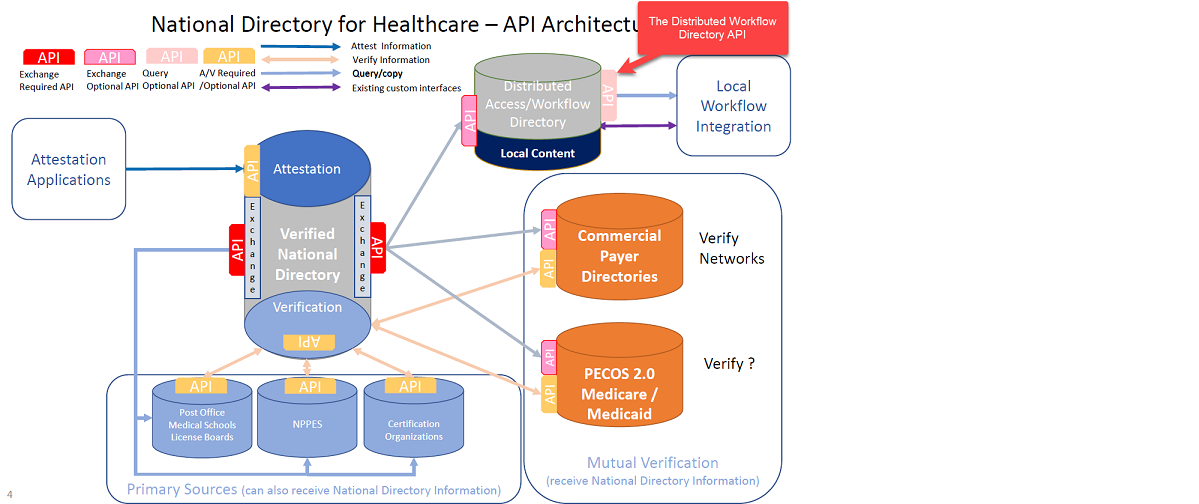 National Directory for Healthcare – API Architectu
The Distributed Workflow
Directory API
API
API
API
API
Exchange
Required API
Exchange
Optional API
Query
Optional API
A/V Required
/Optional API
Attest Information
Verify Information
Query/copy
Existing custom interfaces
Attestation
Applications
API
Attestation
Exchange
Exchange
API
API
Verified
National
Directory
Verification
API
API
Distributed
Access/Workflow
Directory
Local Content
API
Local
Workflow
Integration
API
API
Commercial
Payer
Directories
Verify
Networks
API
API
PECOS 2.0
Medicare /
Medicaid
Verify ?
Mutual Verification
(receive National Directory Information)
API
Post Office
Medical Schools
License Boards
API
NPPES
API
Certification
Organizations
Primary Sources (can also receive National Directory Information)
4